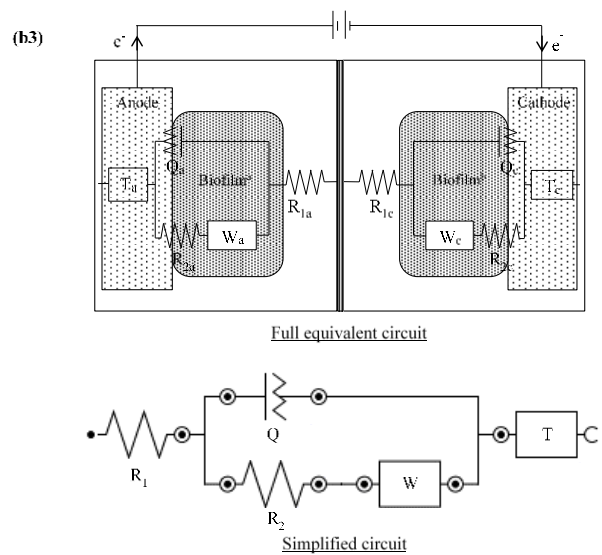 (b3)
e-
e-
Anode
Cathode
Qa
Qc
Ta
Biofilmᵃ
Biofilmᵇ
Tc
R1a
R1c
Wa
Wc
R2a
R2c
Full equivalent circuit
Q
T
R1
W
R2
Simplified circuit